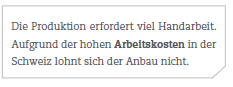 Die Produktion erfordert viel Handarbeit.
Aufgrund der hohen Arbeitskosten in der
Schweiz lohnt sich der Anbau nicht.